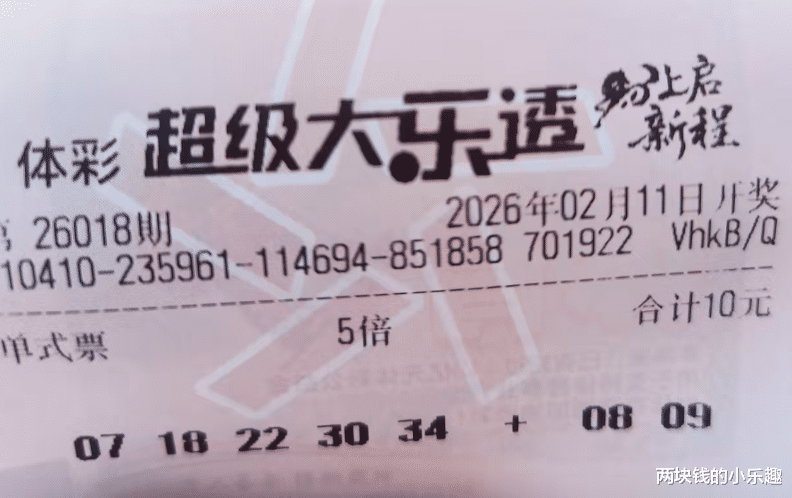 体彩 超级大乐透 马上启
新程
26018期 2026年02月11日开奖
10410-235961-114694-851858 701922 VhkB/Q
单式票 5倍 合计10元
07 18 22 30 34 + 08 09
两块钱的小乐趣